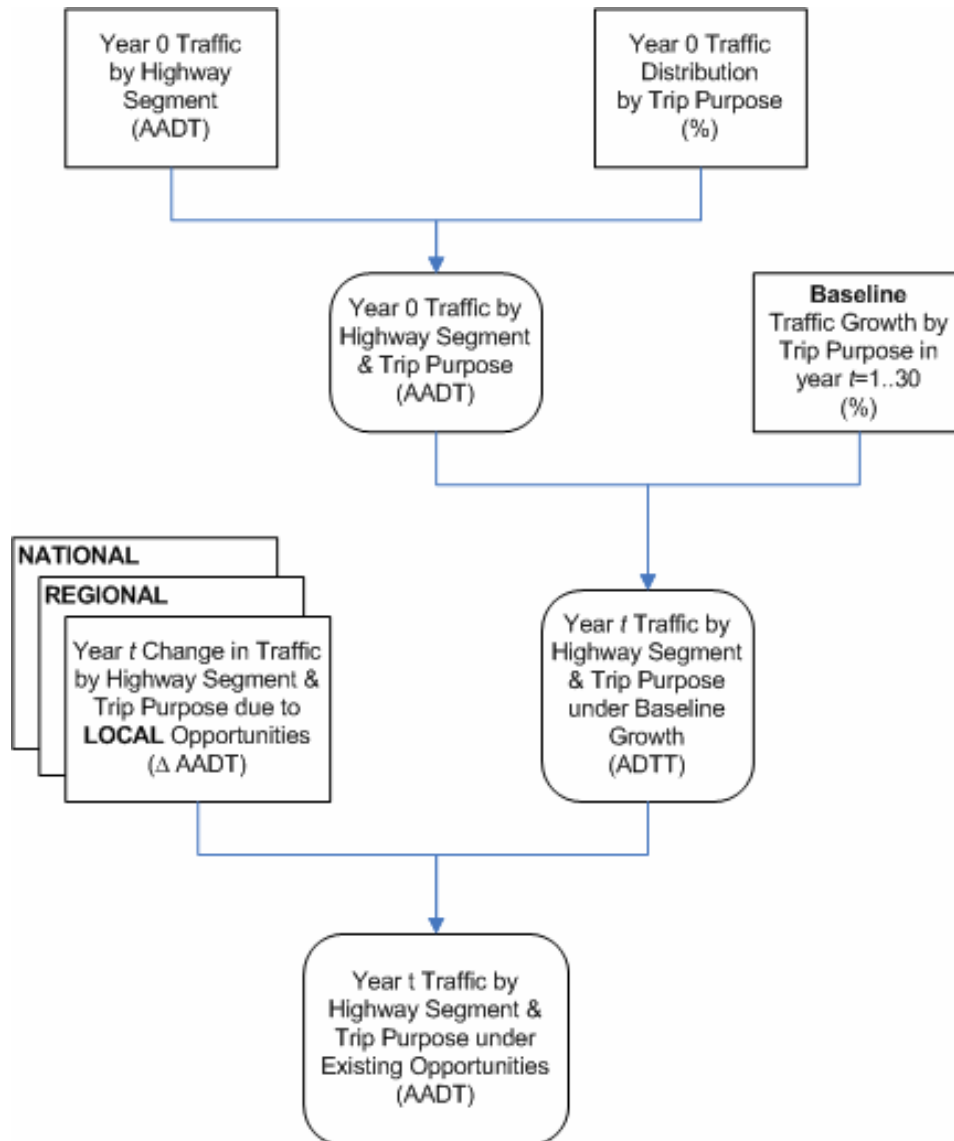 Year 0 Traffic
by Highway
Segment
(AADT)
Year 0 Traffic
Distribution
by Trip Purpose
(%)
Year 0 Traffic by
Highway Segment
& Trip Purpose
(AADT)
Baseline
Traffic Growth by
Trip Purpose in
year t=1..30
(%)
NATIONAL
REGIONAL
Year t Change in Traffic
by Highway Segment &
Trip Purpose due to
LOCAL Opportunities
(Δ AADT)
Year t Traffic by
Highway Segment
& Trip Purpose
under Baseline
Growth
(ADTT)
Year t Traffic by
Highway Segment &
Trip Purpose under
Existing Opportunities
(AADT)